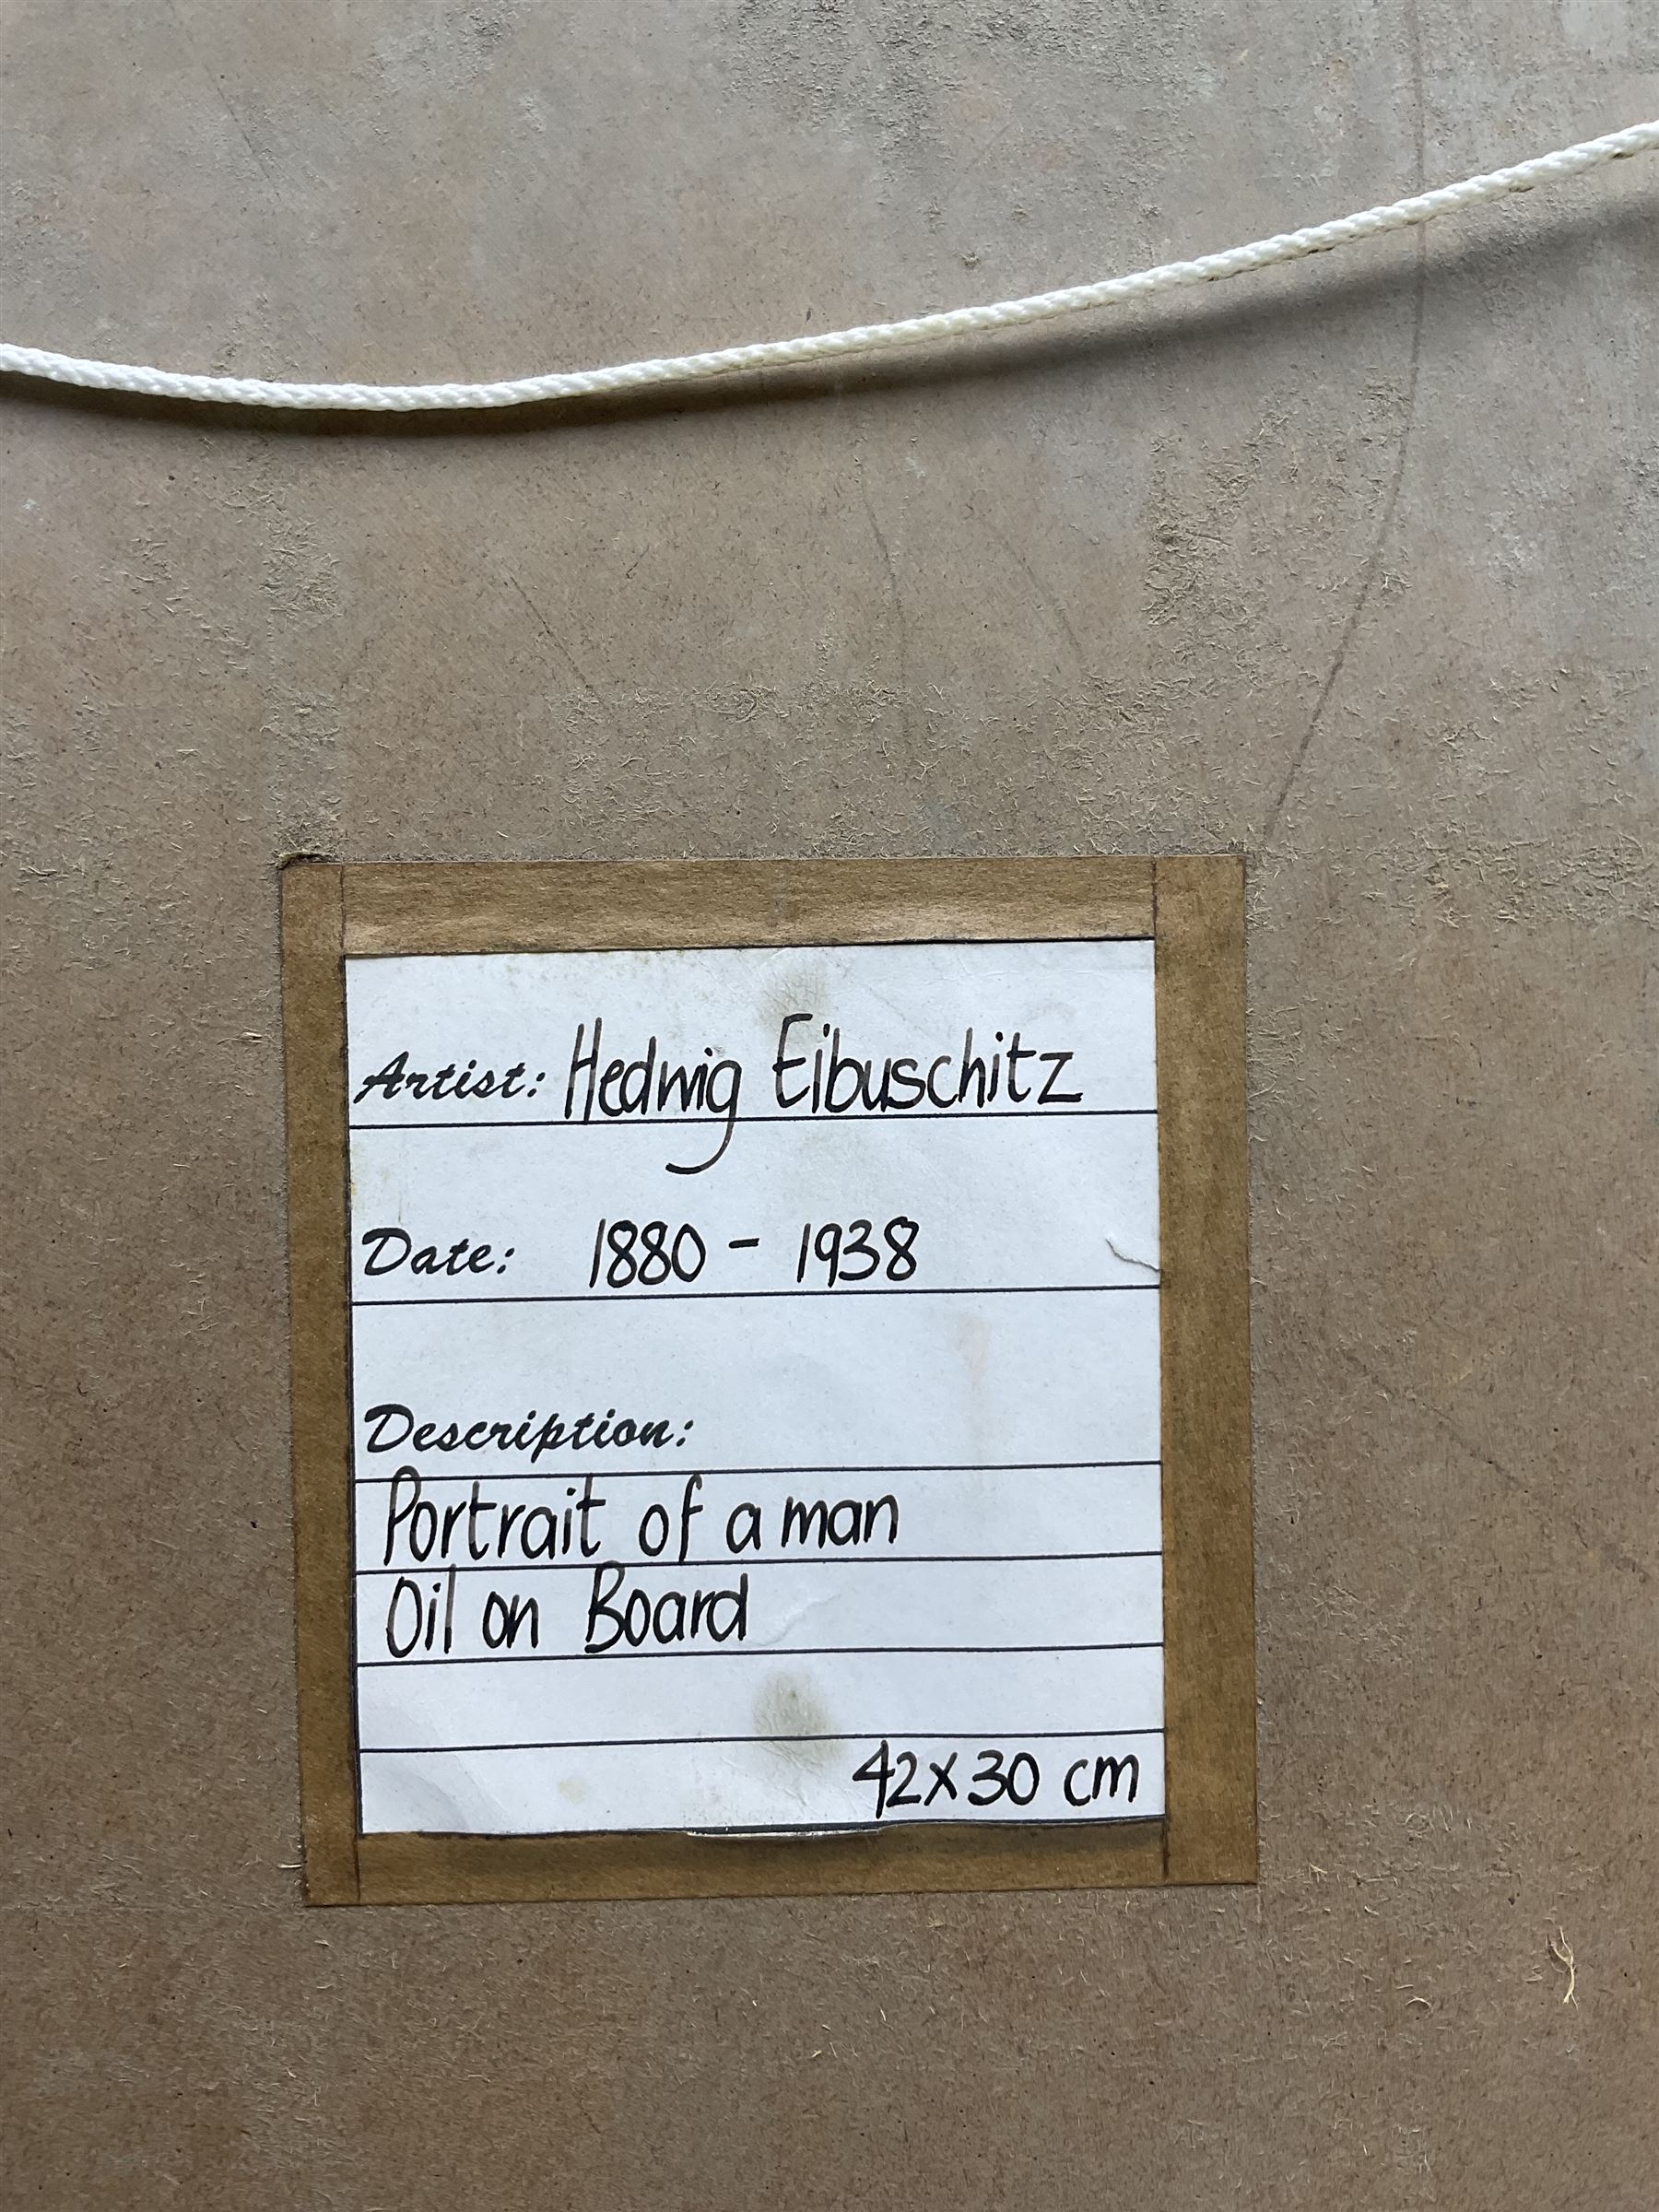 Artist: Hedwig Eibuschitz
Date: 1880 - 1938
Description:
Portrait of a man
Oil on Board
42x30 cm